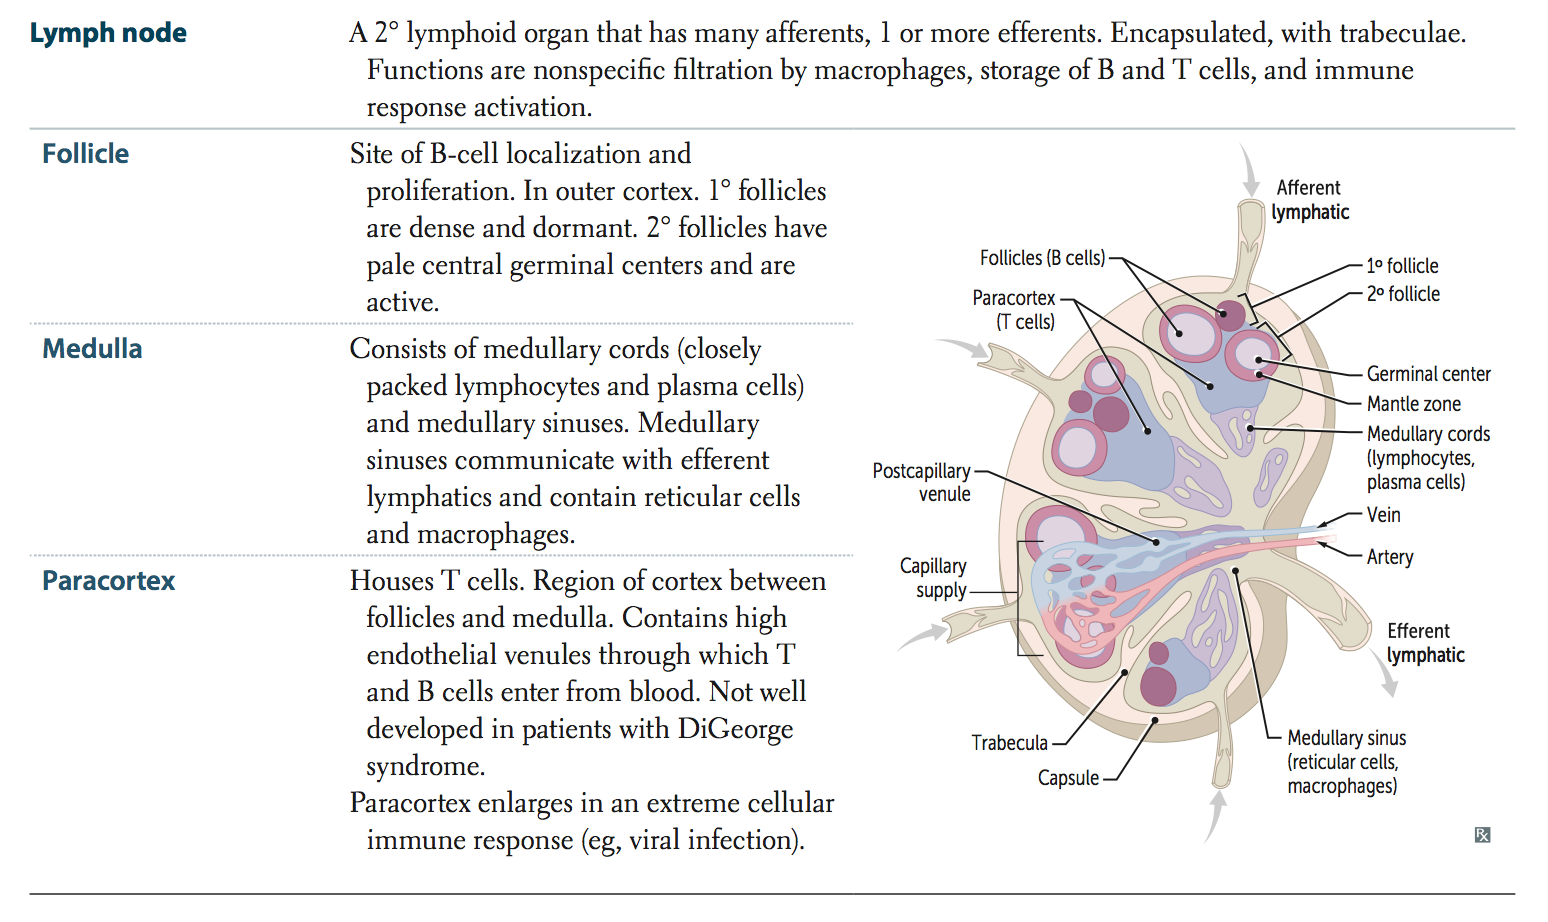 Lymph node
A 2° lymphoid organ that has many afferents, 1 or more efferents. Encapsulated, with trabeculae.
Functions are nonspecific filtration by macrophages, storage of B and T cells, and immune
response activation.
Follicle
Site of B-cell localization and
proliferation. In outer cortex. 1° follicles
are dense and dormant. 2° follicles have
pale central germinal centers and are
active.
Medulla
Consists of medullary cords (closely
packed lymphocytes and plasma cells)
and medullary sinuses. Medullary
sinuses communicate with efferent
lymphatics and contain reticular cells
and macrophages.
Paracortex
Houses T cells. Region of cortex between
follicles and medulla. Contains high
endothelial venules through which T
and B cells enter from blood. Not well
developed in patients with DiGeorge
syndrome.
Paracortex enlarges in an extreme cellular
immune response (eg, viral infection).
Afferent
lymphatic
Follicles (B cells)
1º follicle
2º follicle
Paracortex
(T cells)
Germinal center
Mantle zone
Medullary cords
(lymphocytes,
plasma cells)
Postcapillary
venule
Vein
Artery
Capillary
supply
Efferent
lymphatic
Trabecula
Capsule
Medullary sinus
(reticular cells,
macrophages)
℞